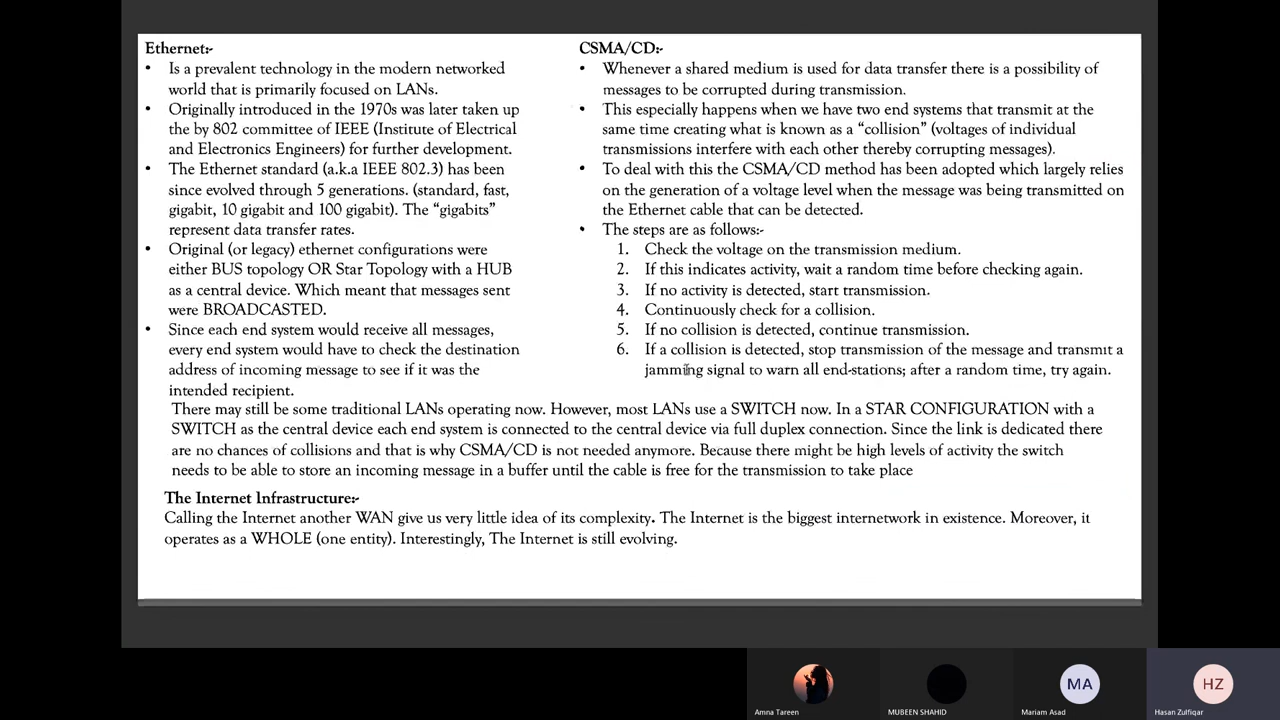 Ethernet:-
• Is a prevalent technology in the modern networked
world that is primarily focused on LANs.
• Originally introduced in the 1970s was later taken up
the by 802 committee of IEEE (Institute of Electrical
and Electronics Engineers) for further development.
• The Ethernet standard (a.k.a IEEE 802.3) has been
since evolved through 5 generations. (standard, fast,
gigabit, 10 gigabit and 100 gigabit). The “gigabits”
represent data transfer rates.
• Original (or legacy) ethernet configurations were
either BUS topology OR Star Topology with a HUB
as a central device. Which meant that messages sent
were BROADCASTED.
• Since each end system would receive all messages,
every end system would have to check the destination
address of incoming message to see if it was the
intended recipient.
CSMA/CD:-
• Whenever a shared medium is used for data transfer there is a possibility of
messages to be corrupted during transmission.
• This especially happens when we have two end systems that transmit at the
same time creating what is known as a “collision” (voltages of individual
transmissions interfere with each other thereby corrupting messages).
• To deal with this the CSMA/CD method has been adopted which largely relies
on the generation of a voltage level when the message was being transmitted on
the Ethernet cable that can be detected.
• The steps are as follows:-
1. Check the voltage on the transmission medium.
2. If this indicates activity, wait a random time before checking again.
3. If no activity is detected, start transmission.
4. Continuously check for a collision.
5. If no collision is detected, continue transmission.
6. If a collision is detected, stop transmission of the message and transmit a
jamming signal to warn all end-stations; after a random time, try again.
There may still be some traditional LANs operating now. However, most LANs use a SWITCH now. In a STAR CONFIGURATION with a
SWITCH as the central device each end system is connected to the central device via full duplex connection. Since the link is dedicated there
are no chances of collisions and that is why CSMA/CD is not needed anymore. Because there might be high levels of activity the switch
needs to be able to store an incoming message in a buffer until the cable is free for the transmission to take place
The Internet Infrastructure:-
Calling the Internet another WAN give us very little idea of its complexity. The Internet is the biggest internetwork in existence. Moreover, it
operates as a WHOLE (one entity). Interestingly, The Internet is still evolving.
MA
HZ
Amna Tareen
MUBEEN SHAHID
Mariam Asad
Hasan Zulfiqar